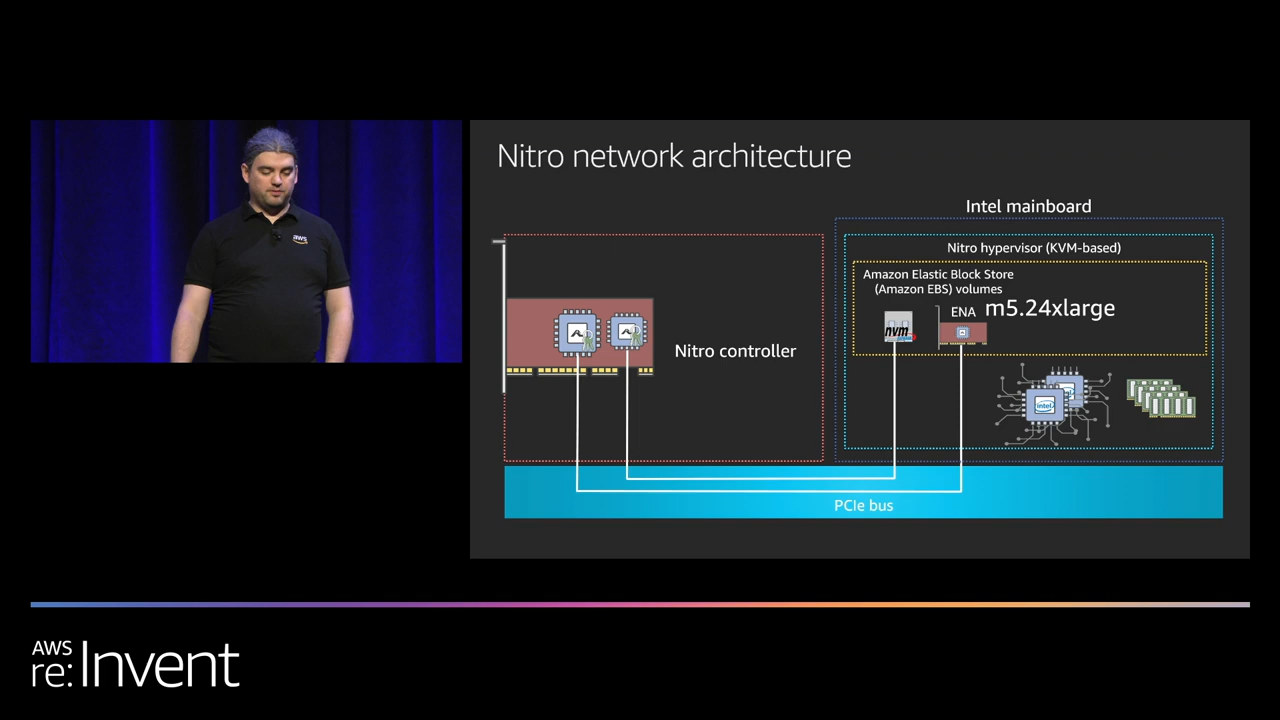 aws
Nitro network architecture
Intel mainboard
Nitro hypervisor (KVM-based)
Amazon Elastic Block Store
(Amazon EBS) volumes
ENA m5.24xlarge
nvm
Nitro controller
intel
PCIe bus
AWS
re:Invent